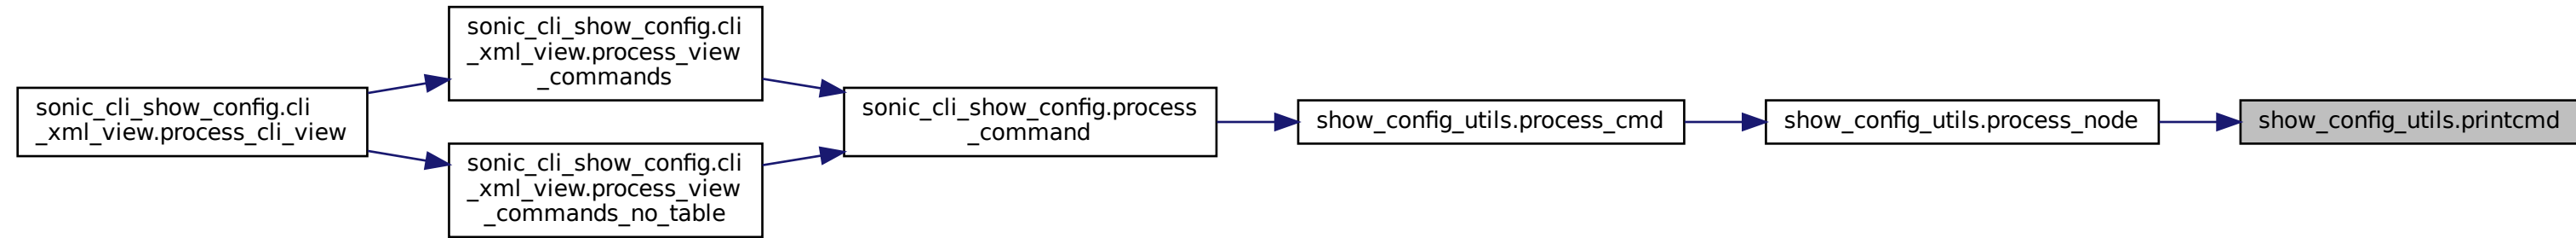 sonic_cli_show_config.cli
_xml_view.process_cli_view
sonic_cli_show_config.cli
_xml_view.process_view
_commands
sonic_cli_show_config.cli
_xml_view.process_view
_commands_no_table
sonic_cli_show_config.process
_command
show_config_utils.process_cmd
show_config_utils.process_node
show_config_utils.printcmd